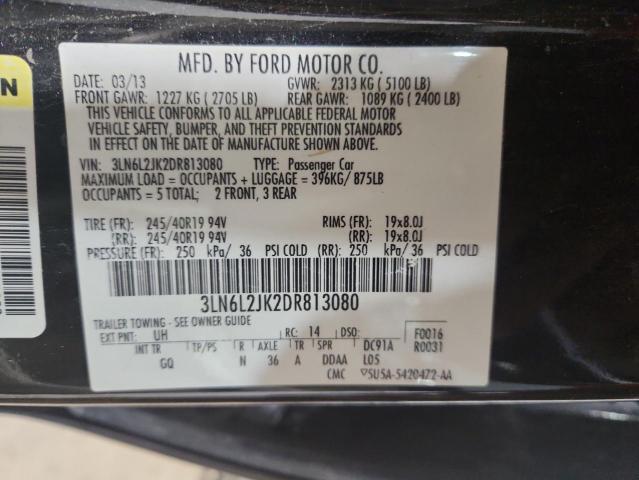 MFD. BY FORD MOTOR CO.
DATE: 03/13 GVWR: 2313 KG ( 5100 LB)
FRONT GAWR: 1227 KG ( 2705 LB) REAR GAWR: 1089 KG ( 2400 LB)
THIS VEHICLE CONFORMS TO ALL APPLICABLE FEDERAL MOTOR
VEHICLE SAFETY, BUMPER, AND THEFT PREVENTION STANDARDS
IN EFFECT ON THE DATE OF MANUFACTURE SHOWN ABOVE.
VIN: 3LN6L2JK2DR813080 TYPE: Passenger Car
MAXIMUM LOAD = OCCUPANTS + LUGGAGE = 396KG/ 875LB
OCCUPANTS = 5 TOTAL; 2 FRONT, 3 REAR
TIRE (FR): 245/40R19 94V RIMS (FR): 19x8.0J
(RR): 245/40R19 94V (RR): 19x8.0J
PRESSURE (FR): 250 kPa/ 36 PSI COLD (RR): 250 kPa/ 36 PSI COLD
3LN6L2JK2DR813080
TRAILER TOWING - SEE OWNER GUIDE
EXT PNT: UH RC: 14 DSO: F0016
INT TR TP/PS R AXLE TR SPR DC91A R0031
GQ N 36 A DDAA L05
CMC 5U5A-5420472-AA